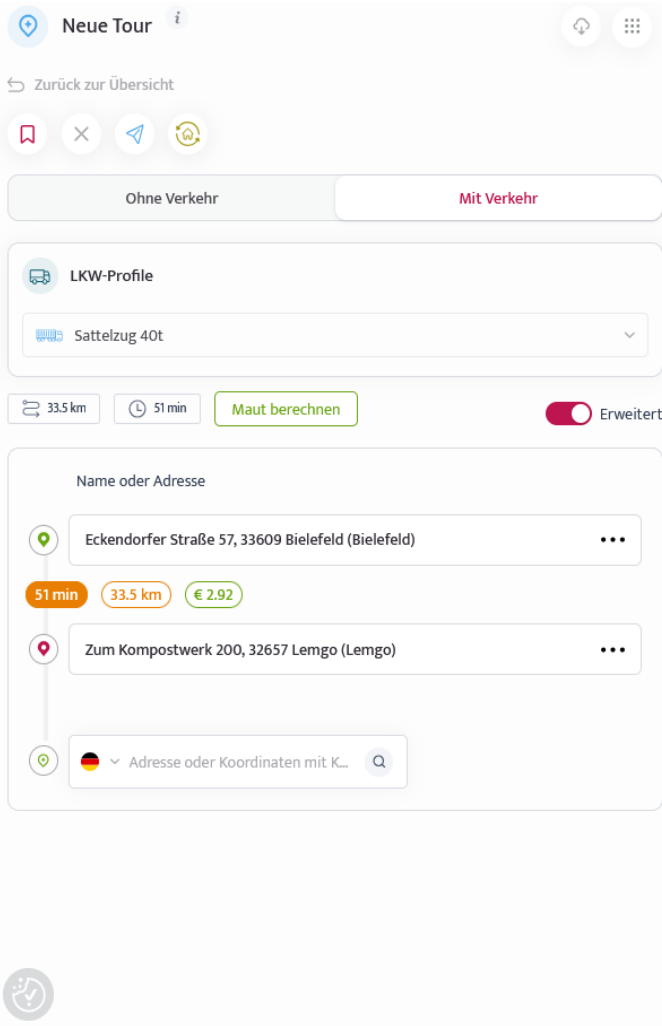 Neue Tour i
Zurück zur Übersicht
Ohne Verkehr Mit Verkehr
LKW-Profile
Sattelzug 40t
33.5 km 51 min Maut berechnen Erweitert
Name oder Adresse
Eckendorfer Straße 57, 33609 Bielefeld (Bielefeld)
51 min 33.5 km € 2.92
Zum Kompostwerk 200, 32657 Lemgo (Lemgo)
Adresse oder Koordinaten mit K...